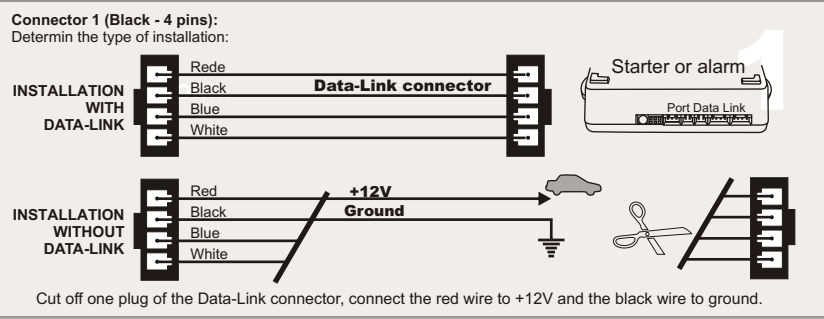 Connector 1 (Black - 4 pins):
Determin the type of installation:
1
INSTALLATION
WITH
DATA-LINK
Rede
Black
Blue
White
Data-Link connector
Starter or alarm
Port Data Link
INSTALLATION
WITHOUT
DATA-LINK
Red
Black
Blue
White
+12V
Ground
Cut off one plug of the Data-Link connector, connect the red wire to +12V and the black wire to ground.